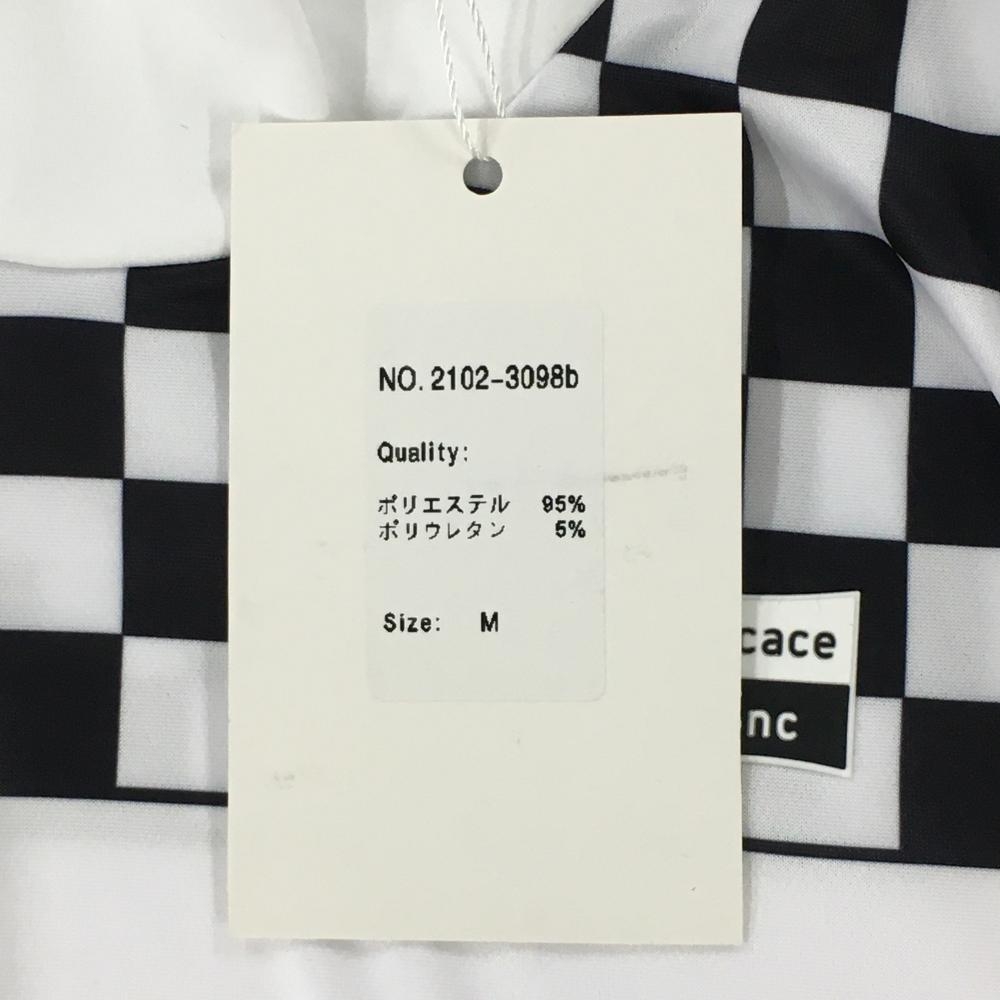 NO. 2102-3098b
Quality:
ポリエステル 95%
ポリウレタン 5%
Size: M
cace
nc